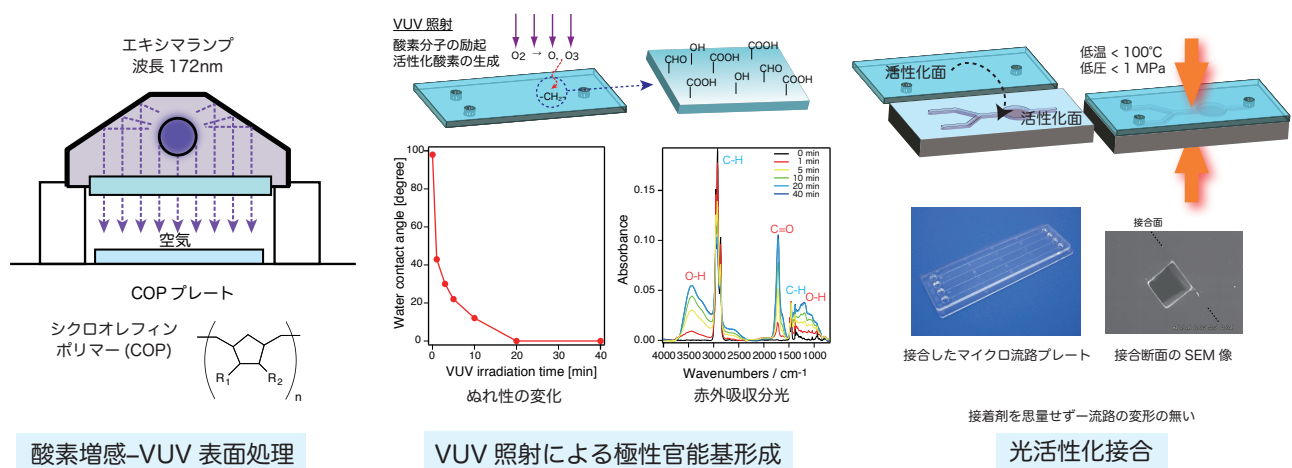 エキシマランプ
波長 172nm
空気
COP プレート
シクロオレフィン
ポリマー (COP)
R1 R2
n
酸素増感–VUV 表面処理
VUV 照射
酸素分子の励起
活性化酸素の生成
O2 → O, O3
-CH2-
CHO
OH
COOH
COOH
OH
CHO
COOH
COOH
Water contact angle [degree]
100
80
60
40
20
0
0 10 20 30 40
VUV irradiation time [min]
ぬれ性の変化
Absorbance
0.15
0.10
0.05
0.00
C-H
0 min
1 min
5 min
10 min
20 min
40 min
C=O
O-H
C-H
O-H
4000 3500 3000 2500 2000 1500 1000
Wavenumbers / cm-1
赤外吸収分光
VUV 照射による極性官能基形成
活性化面
活性化面
低温 < 100℃
低圧 < 1 MPa
接合面
接合したマイクロ流路プレート
接合断面の SEM 像
接着剤を思量せずー流路の変形の無い
光活性化接合